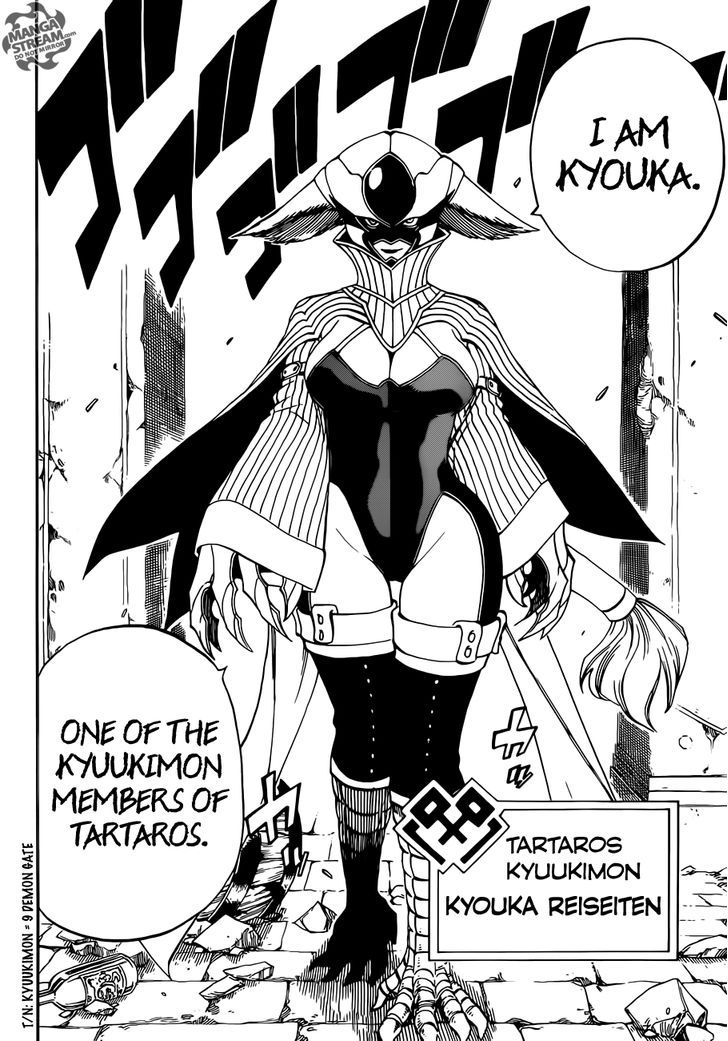 MANGA
STREAM.com
DO NOT MIRROR!
I AM
KYOUKA.
ONE OF THE
KYUUKIMON
MEMBERS OF
TARTAROS.
TARTAROS
KYUUKIMON
KYOUKA REISEITEN
T/N: KYUUKIMON = 9 DEMON GATE